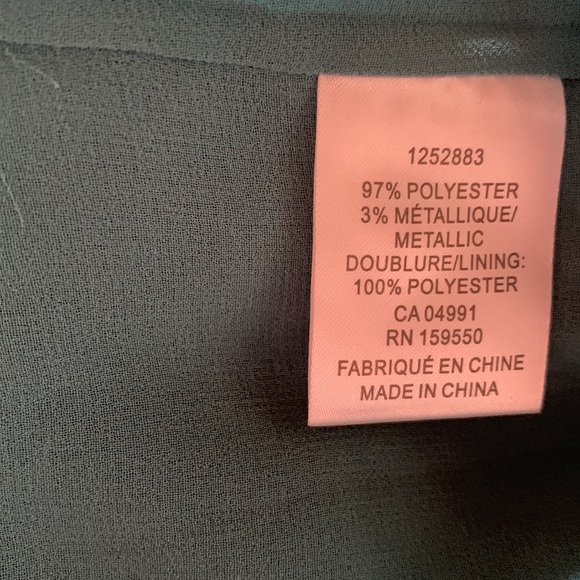 1252883
97% POLYESTER
3% MÉTALLIQUE/
METALLIC
DOUBLURE/LINING:
100% POLYESTER
CA 04991
RN 159550
FABRIQUÉ EN CHINE
MADE IN CHINA